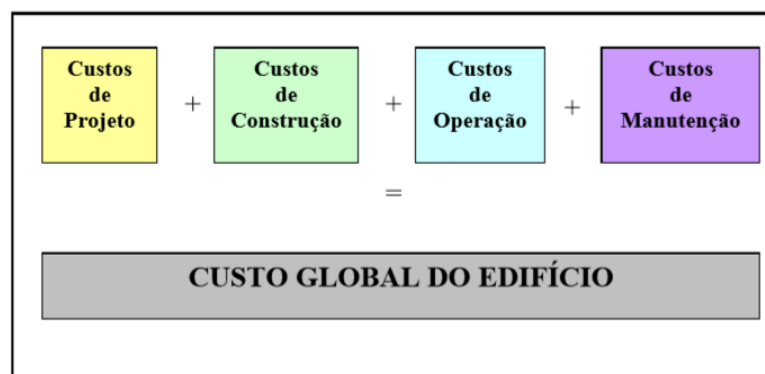 Custos
de
Projeto
+
Custos
de
Construção
+
Custos
de
Operação
+
Custos
de
Manutenção
=
CUSTO GLOBAL DO EDIFÍCIO